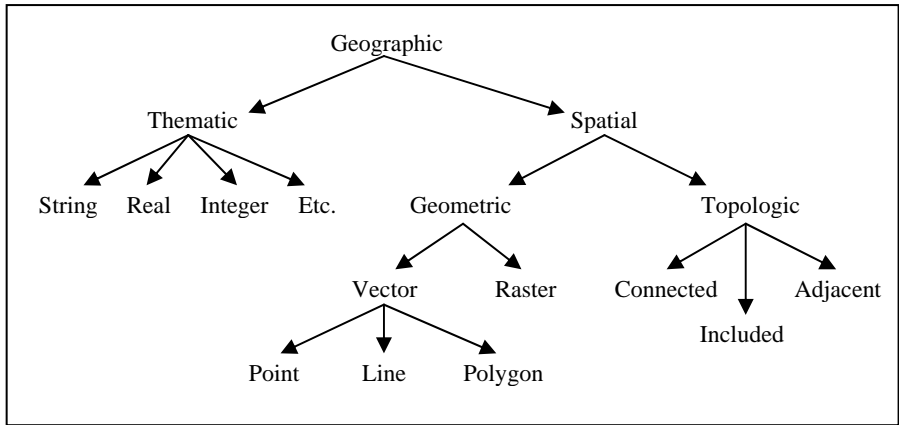 Geographic
Thematic Spatial
String Real Integer Etc. Geometric Topologic
Vector Raster Connected Adjacent
Included
Point Line Polygon